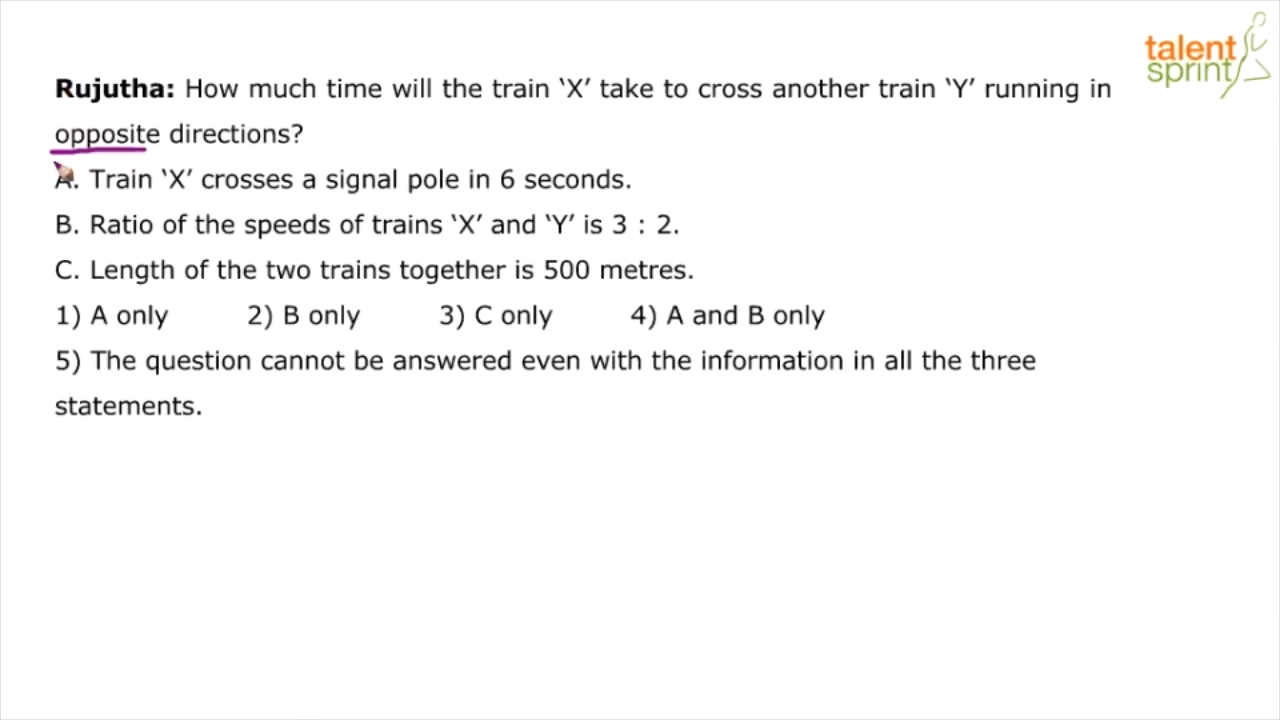 talent
sprint
Rujutha: How much time will the train ‘X’ take to cross another train ‘Y’ running in
opposite directions?
A. Train ‘X’ crosses a signal pole in 6 seconds.
B. Ratio of the speeds of trains ‘X’ and ‘Y’ is 3 : 2.
C. Length of the two trains together is 500 metres.
1) A only 2) B only 3) C only 4) A and B only
5) The question cannot be answered even with the information in all the three
statements.